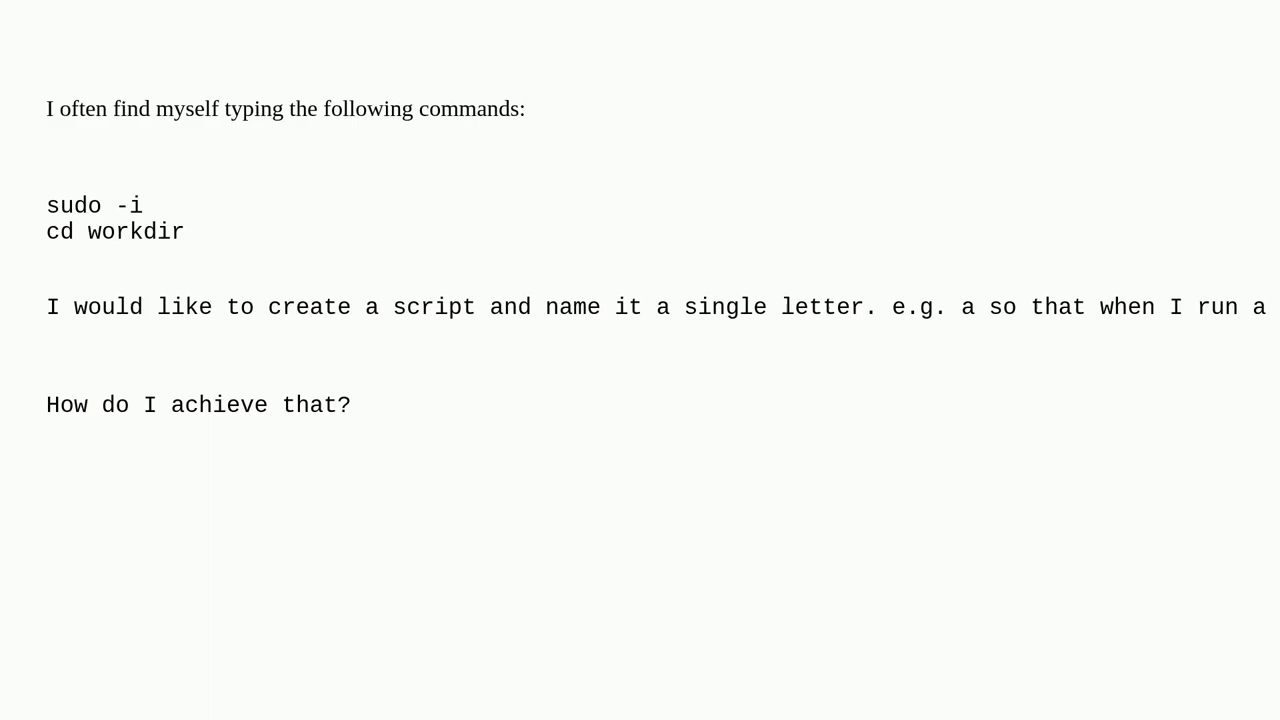 I often find myself typing the following commands:
sudo -i
cd workdir
I would like to create a script and name it a single letter. e.g. a so that when I run a
How do I achieve that?